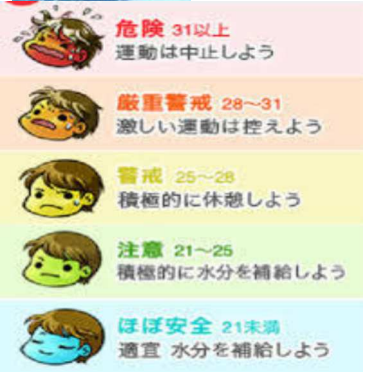 危険 31以上
運動は中止しよう
厳重警戒 28〜31
激しい運動は控えよう
警戒 25〜28
積極的に休憩しよう
注意 21〜25
積極的に水分を補給しよう
ほぼ安全 21未満
適宜 水分を補給しよう